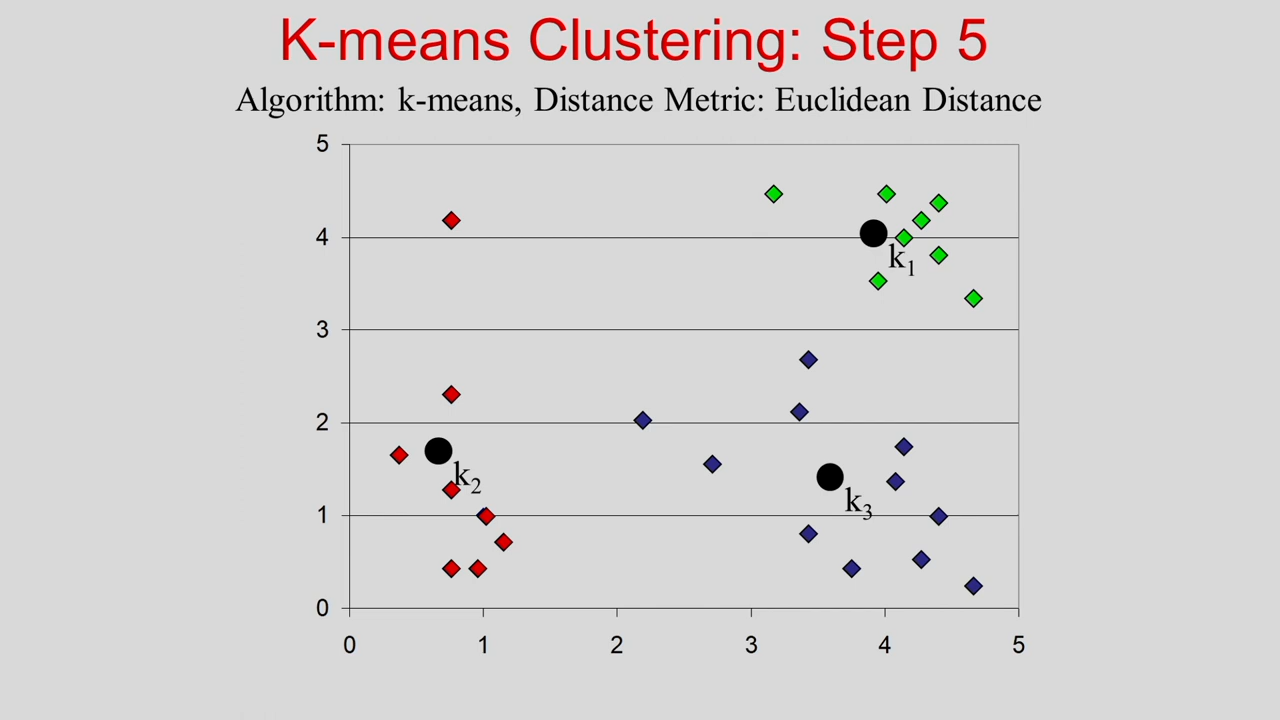 K-means Clustering: Step 5
Algorithm: k-means, Distance Metric: Euclidean Distance
5
4
3
2
1
0
k1
k2
k3
0 1 2 3 4 5